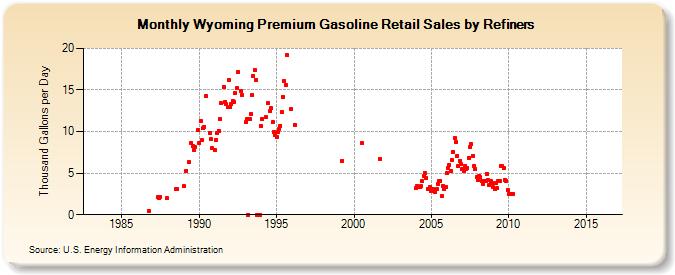 Monthly Wyoming Premium Gasoline Retail Sales by Refiners
Thousand Gallons per Day
20
15
10
5
0
1985 1990 1995 2000 2005 2010 2015
Source: U.S. Energy Information Administration